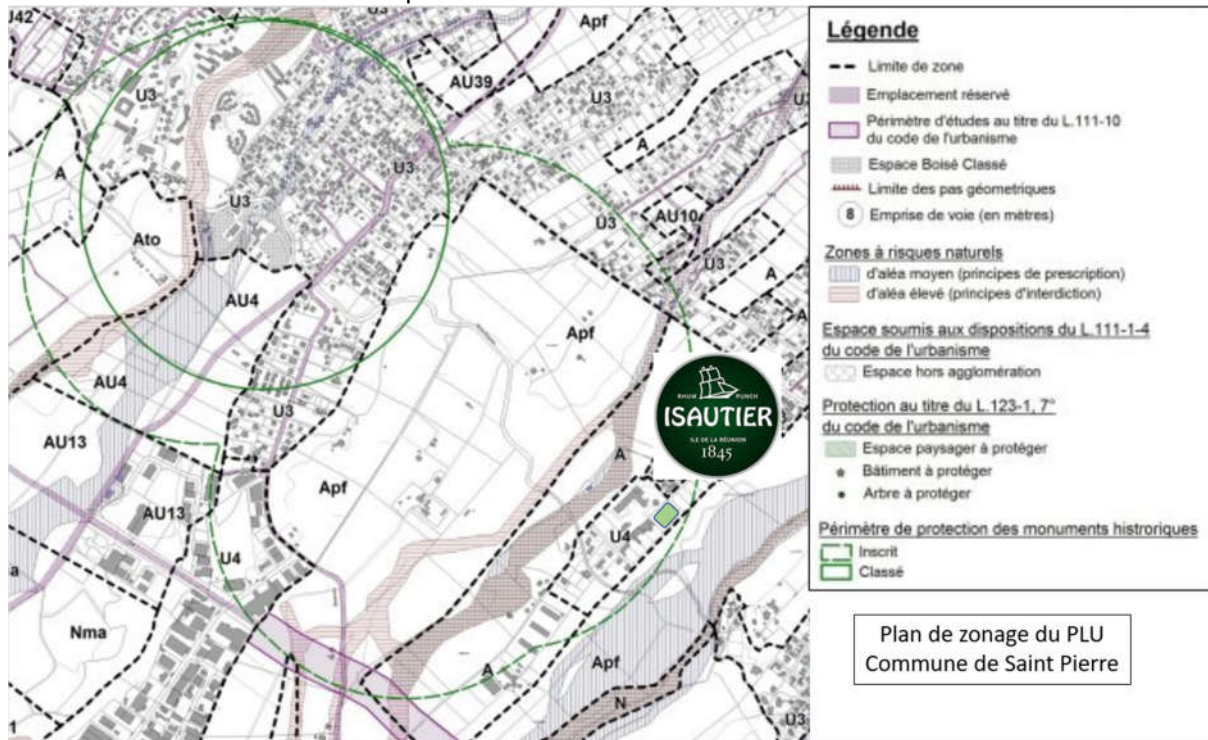 J42
U3
Apf
AU39
U3
U3
A
U3
A
U3
Ato
U3
AU10
U3
A
A
AU4
Apf
AU4
U3
RHUM PUNCH
ISAUTIER
ILE DE LA RÉUNION
1845
AU13
A
Apf
AU13
U4
U4
a
Nma
A
Apf
N
U3
1
Légende
Limite de zone
Emplacement réservé
Périmètre d'études au titre du L.111-10
du code de l'urbanisme
Espace Boisé Classé
Limite des pas géometriques
8 Emprise de voie (en mètres)
Zones à risques naturels
d'aléa moyen (principes de prescription)
d'aléa élevé (principes d'interdiction)
Espace soumis aux dispositions du L.111-1-4
du code de l'urbanisme
Espace hors agglomération
Protection au titre du L.123-1, 7°
du code de l'urbanisme
Espace paysager à protéger
Bâtiment à protéger
Arbre à protéger
Périmètre de protection des monuments histroriques
Inscrit
Classé
Plan de zonage du PLU
Commune de Saint Pierre